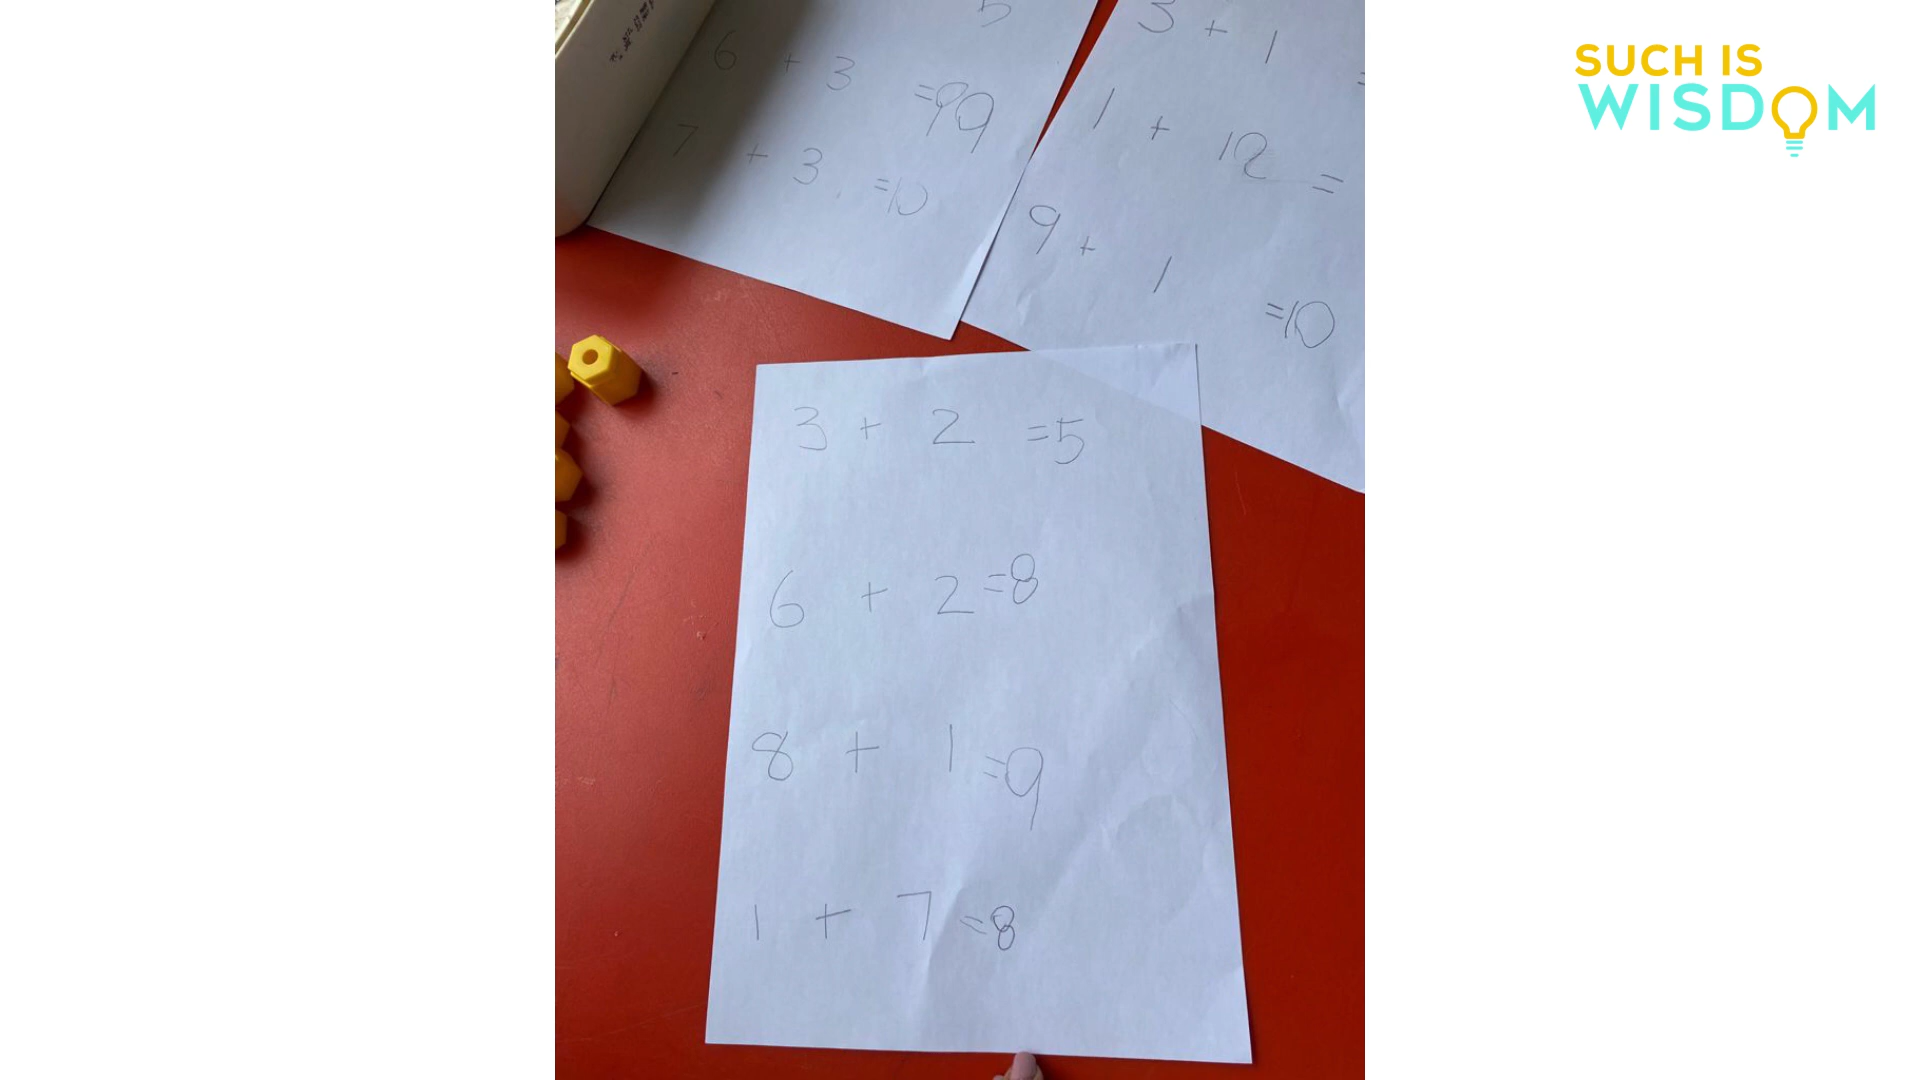 SUCH IS
WISDOM
5
6 + 3 =99
7 + 3 =10
3 + 1 =
1 + 12 =
9 + 1 =10
3 + 2 =5
6 + 2 =8
8 + 1 =9
1 + 7 =8